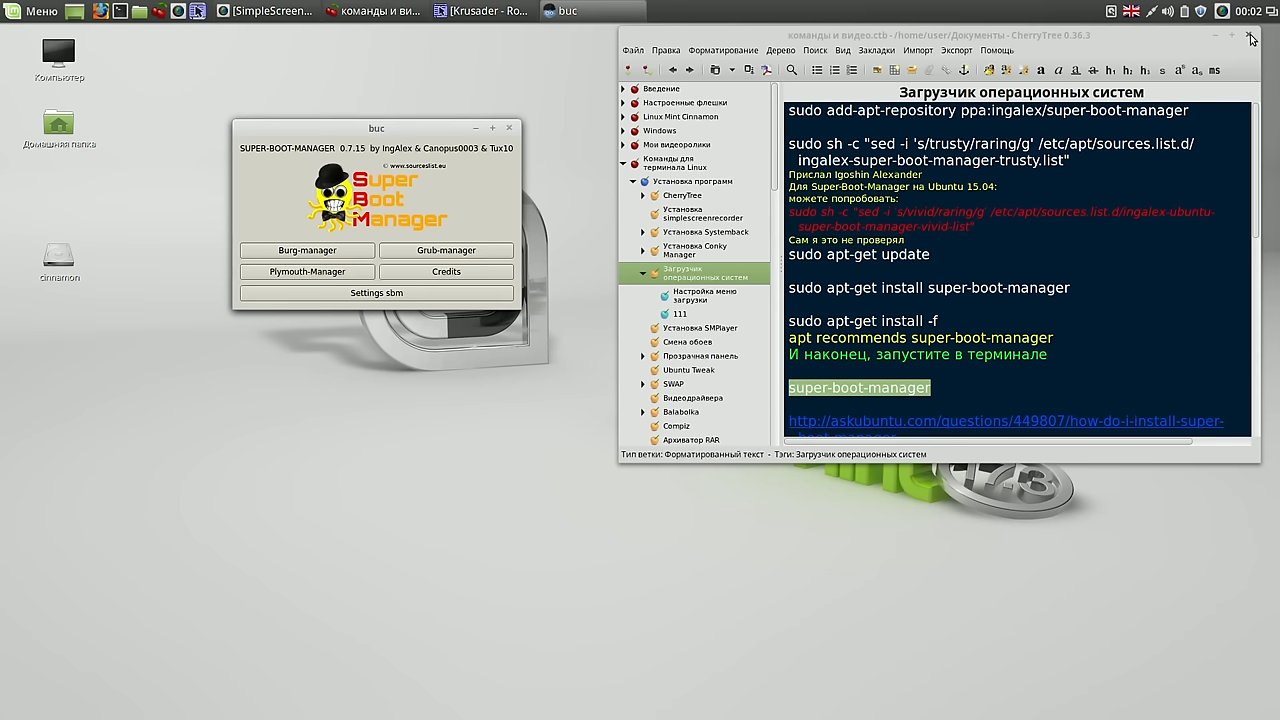 Меню
[SimpleScreen...
команды и ви...
[Krusader - Ro...
buc
00:02
Компьютер
Домашняя папка
cinnamon
buc
SUPER-BOOT-MANAGER 0.7.15 by IngAlex & Canopus0003 & Tux10
© www.sourceslist.eu
Super
Boot
Manager
Burg-manager
Grub-manager
Plymouth-Manager
Credits
Settings sbm
команды и видео.ctb - /home/user/Документы - CherryTree 0.36.3
Файл Правка Форматирование Дерево Поиск Вид Закладки Импорт Экспорт Помощь
Введение
Настроенные флешки
Linux Mint Cinnamon
Windows
Мои видеоролики
Команды для
терминала Linux
Установка программ
CherryTree
Установка
simplescreenrecorder
Установка Systemback
Установка Conky
Manager
Загрузчик
операционных систем
Настройка меню
загрузки
111
Установка SMPlayer
Смена обоев
Прозрачная панель
Ubuntu Tweak
SWAP
Видеодрайвера
Balabolka
Compiz
Архиватор RAR
Загрузчик операционных систем
sudo add-apt-repository ppa:ingalex/super-boot-manager
sudo sh -c "sed -i 's/trusty/raring/g' /etc/apt/sources.list.d/
ingalex-super-boot-manager-trusty.list"
Прислал Igoshin Alexander
Для Super-Boot-Manager на Ubuntu 15.04:
можете попробовать:
sudo sh -c "sed -i `s/vivid/raring/g` /etc/apt/sources.list.d/ingalex-ubuntu-
super-boot-manager-vivid-list"
Сам я это не проверял
sudo apt-get update
sudo apt-get install super-boot-manager
sudo apt-get install -f
apt recommends super-boot-manager
И наконец, запустите в терминале
super-boot-manager
http://askubuntu.com/questions/449807/how-do-i-install-super-
boot-manager
Тип ветки: Форматированный текст - Тэги: Загрузчик операционных систем
17.3